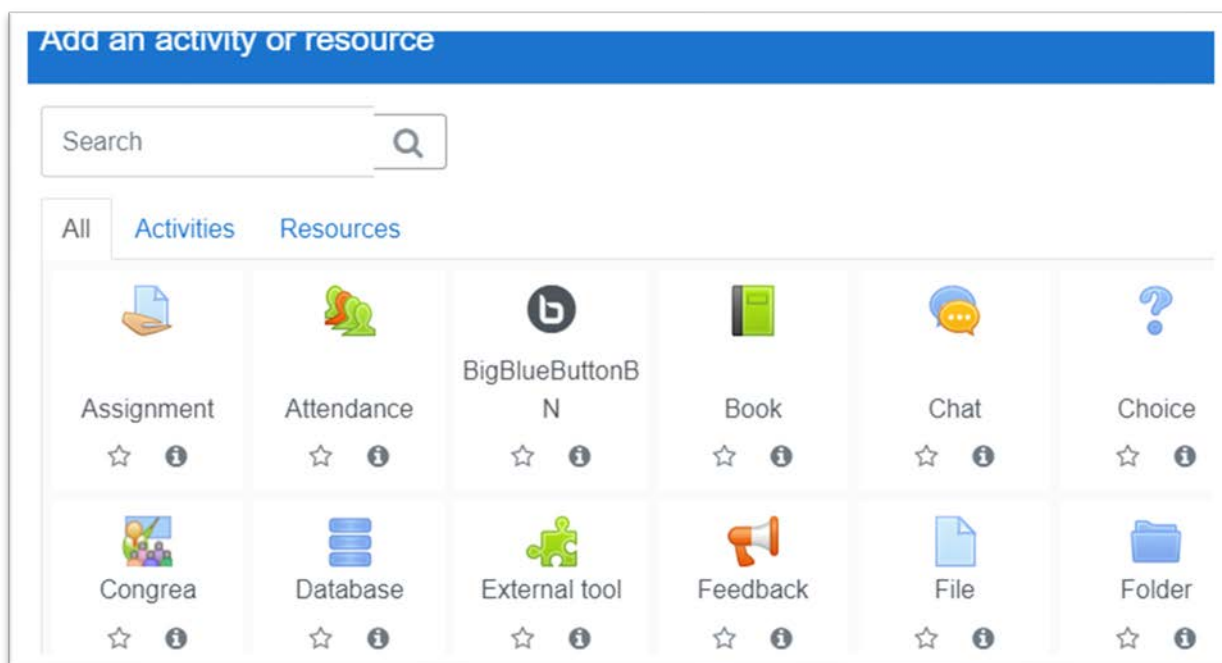 Add an activity or resource
Search
All Activities Resources
BigBlueButtonB
Assignment Attendance N Book Chat Choice
Congrea Database External tool Feedback File Folder